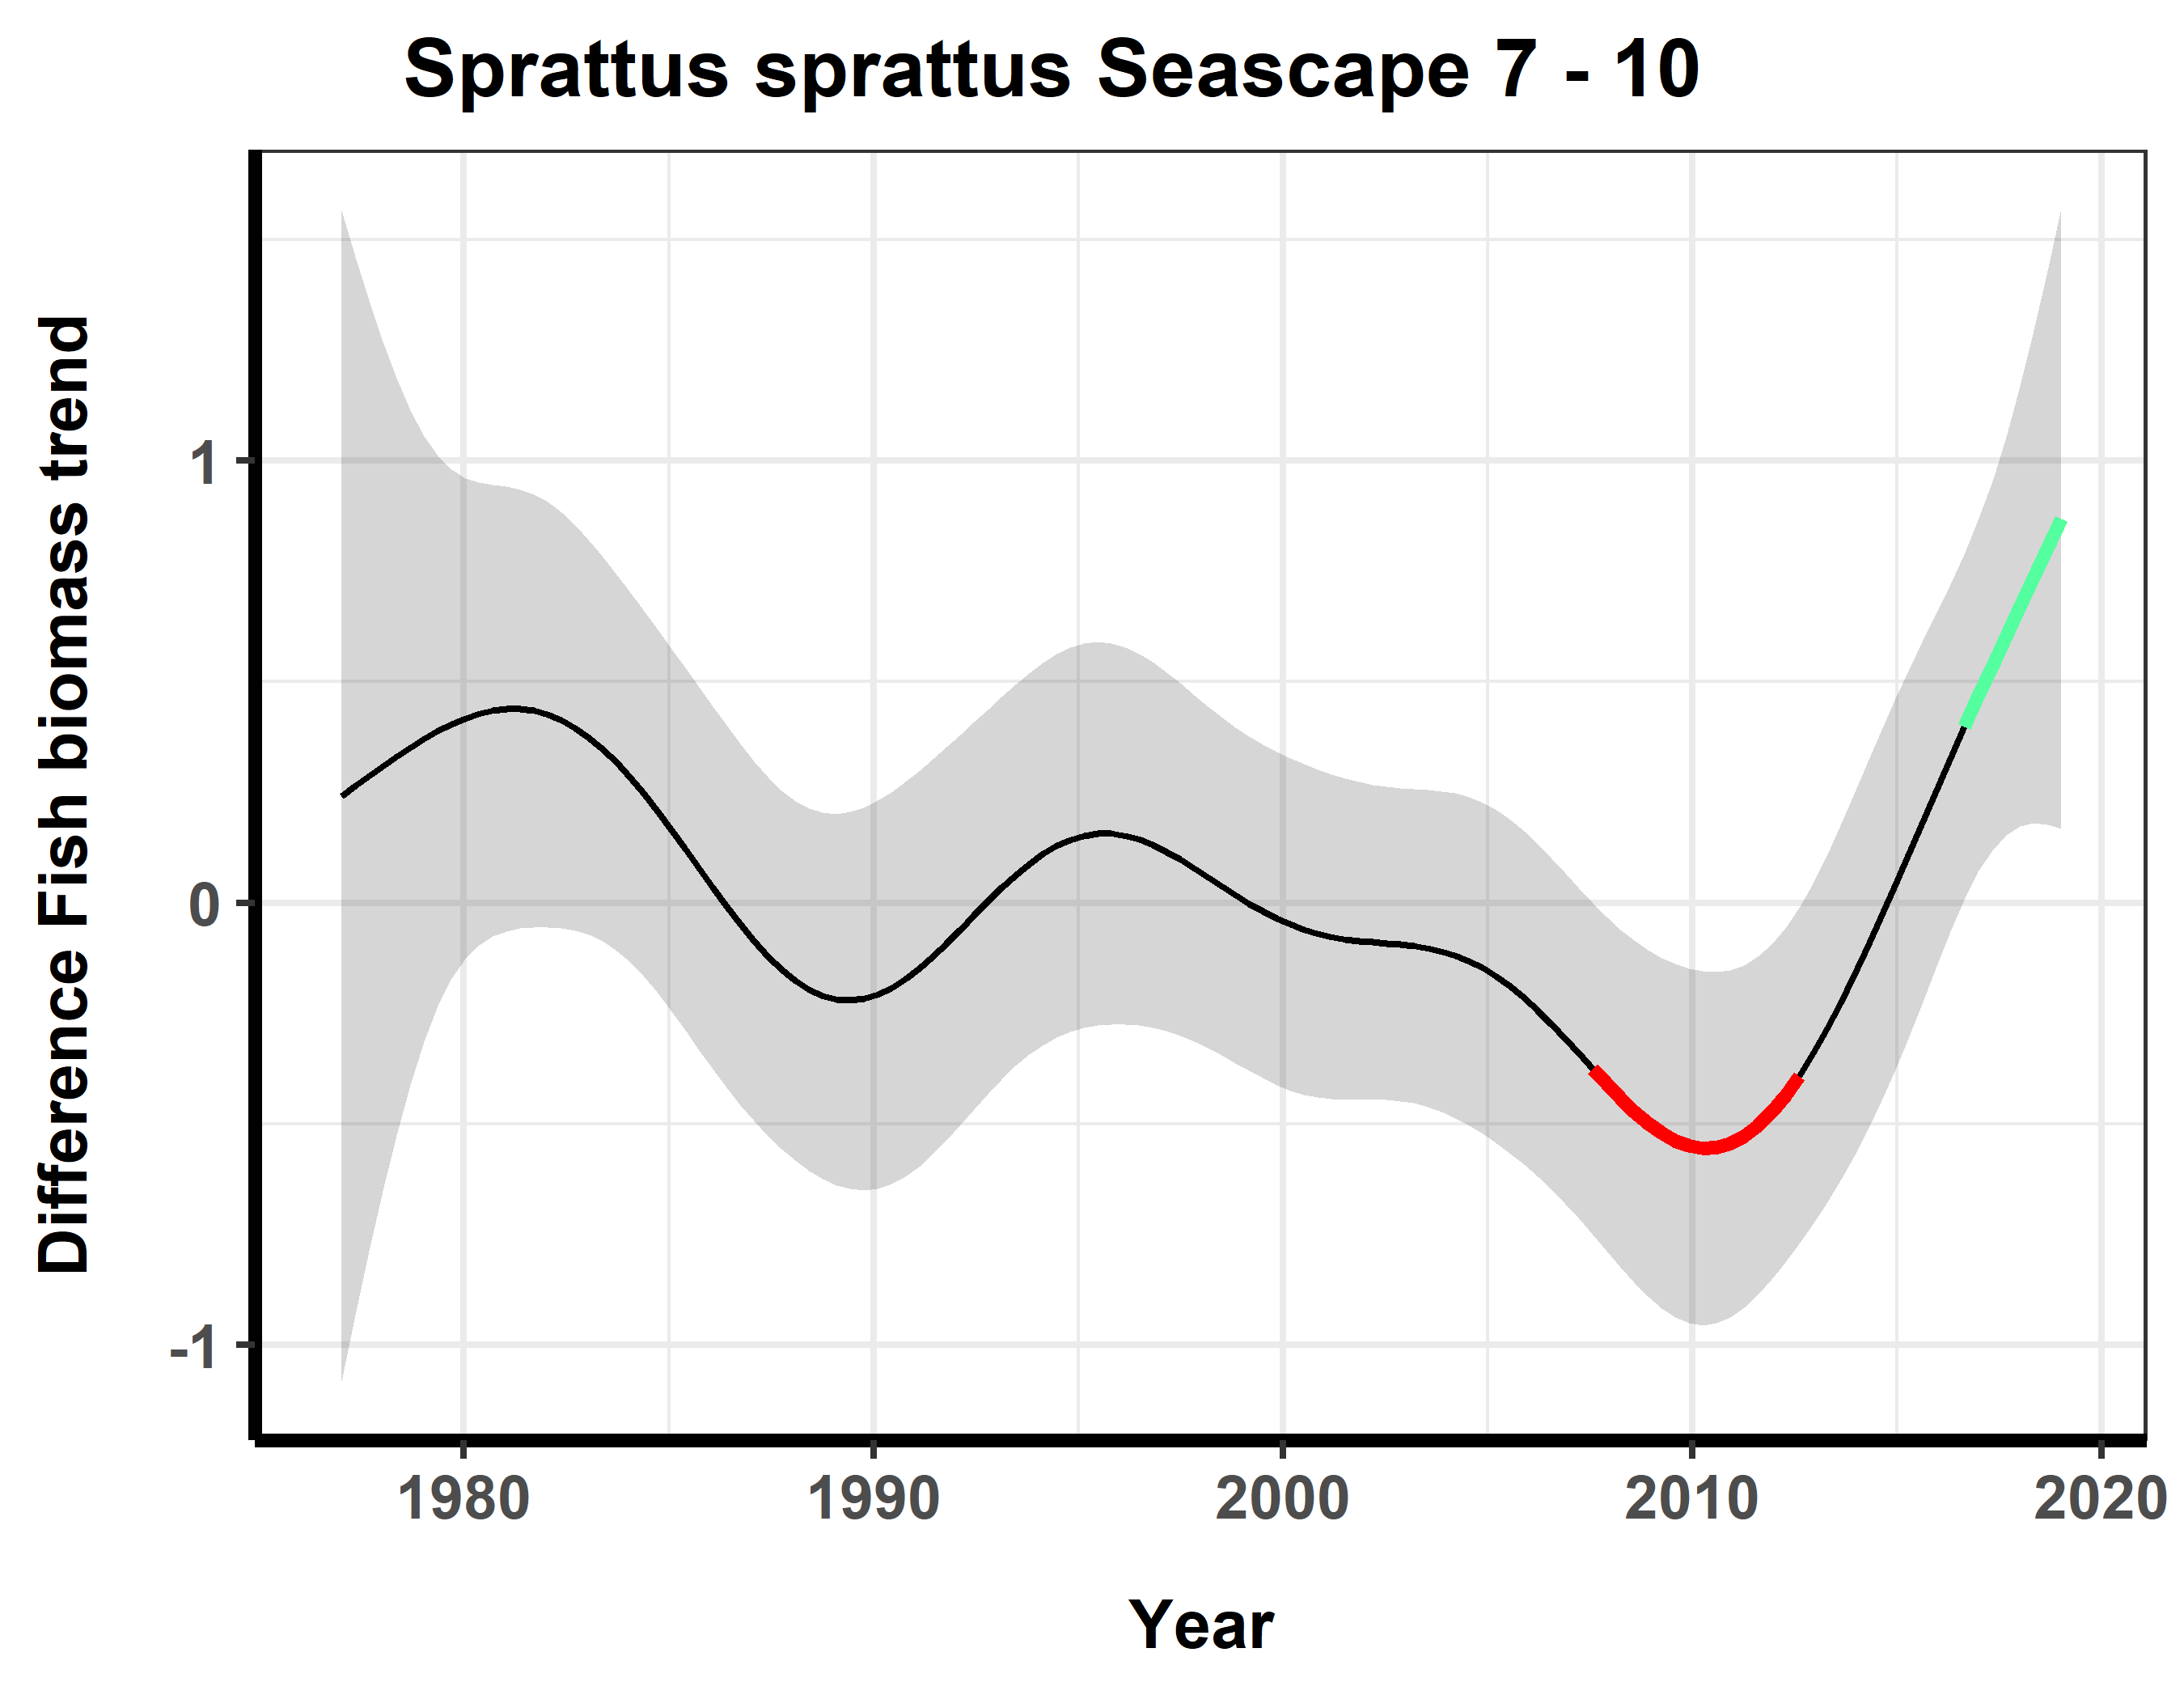 Sprattus sprattus Seascape 7 - 10
Difference Fish biomass trend
1
0
-1
1980 1990 2000 2010 2020
Year